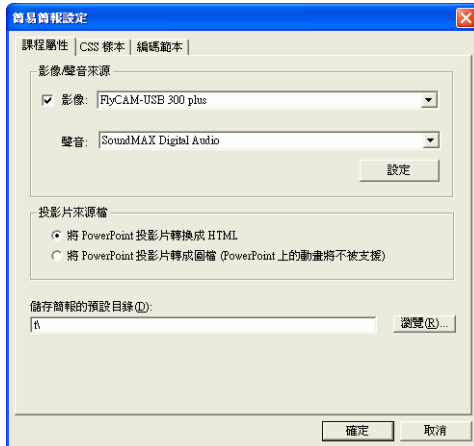 簡易簡報設定
課程屬性 CSS 樣本 編碼範本
影像/聲音來源
影像: FlyCAM-USB 300 plus
聲音: SoundMAX Digital Audio
設定
投影片來源檔
將 PowerPoint 投影片轉換成 HTML
將 PowerPoint 投影片轉成圖檔 (PowerPoint 上的動畫將不被支援)
儲存簡報的預設目錄(D):
f:\ 瀏覽(R)...
確定 取消